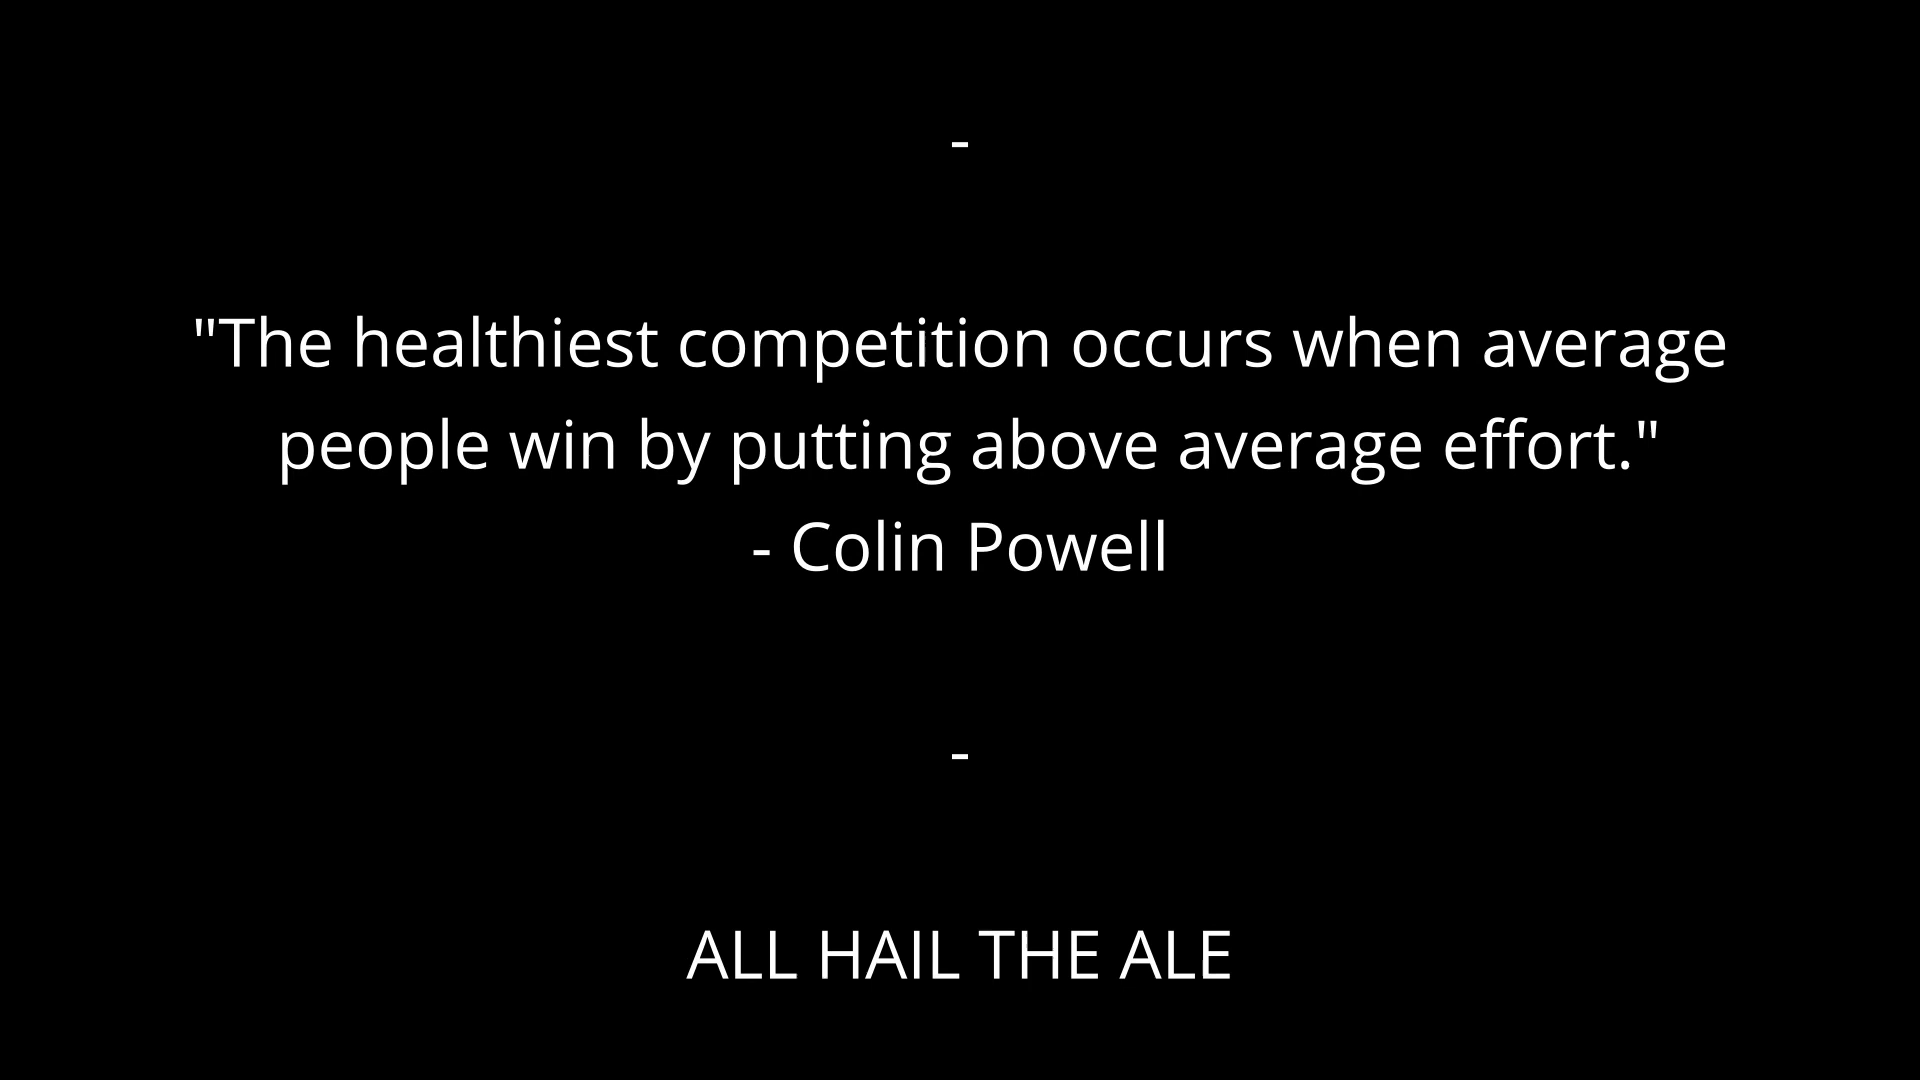 -
"The healthiest competition occurs when average
people win by putting above average effort."
- Colin Powell
-
ALL HAIL THE ALE